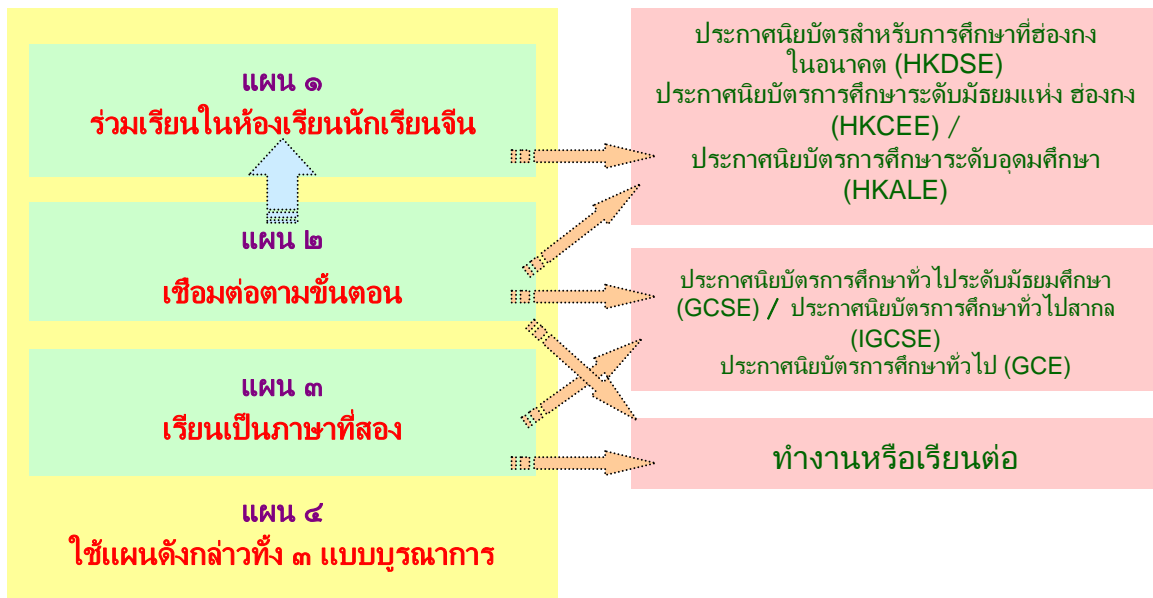 แผน ๑
ร่วมเรียนในห้องเรียนนักเรียนจีน
แผน ๒
เชือมต่อตามขั้นตอน
แผน ๓
เรียนเป็นภาษาที่สอง
แผน ๔
ใช้แผนดังกล่าวทั้ง ๓ แบบบูรณาการ
ประกาศนิยบัตรสำหรับการศึกษาที่ฮ่องกง
ในอนาคต (HKDSE)
ประกาศนิยบัตรการศึกษาระดับมัธยมแห่ง ฮ่องกง
(HKCEE) /
ประกาศนิยบัตรการศึกษาระดับอุดมศึกษา
(HKALE)
ประกาศนิยบัตรการศึกษาทั่วไประดับมัธยมศึกษา
(GCSE) / ประกาศนิยบัตรการศึกษาทั่วไปสากล
(IGCSE)
ประกาศนิยบัตรการศึกษาทั่วไป (GCE)
ทำงานหรือเรียนต่อ